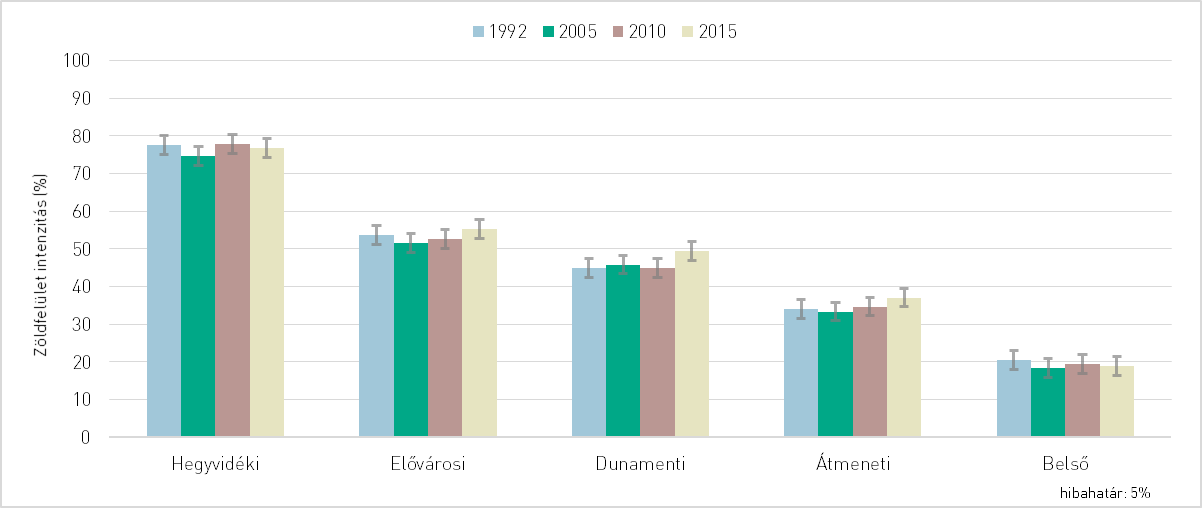 1992 2005 2010 2015
100
90
80
70
60
50
40
30
20
10
0
Zöldfelület intenzitás (%)
Hegyvidéki Elővárosi Dunamenti Átmeneti Belső
hibahatár: 5%